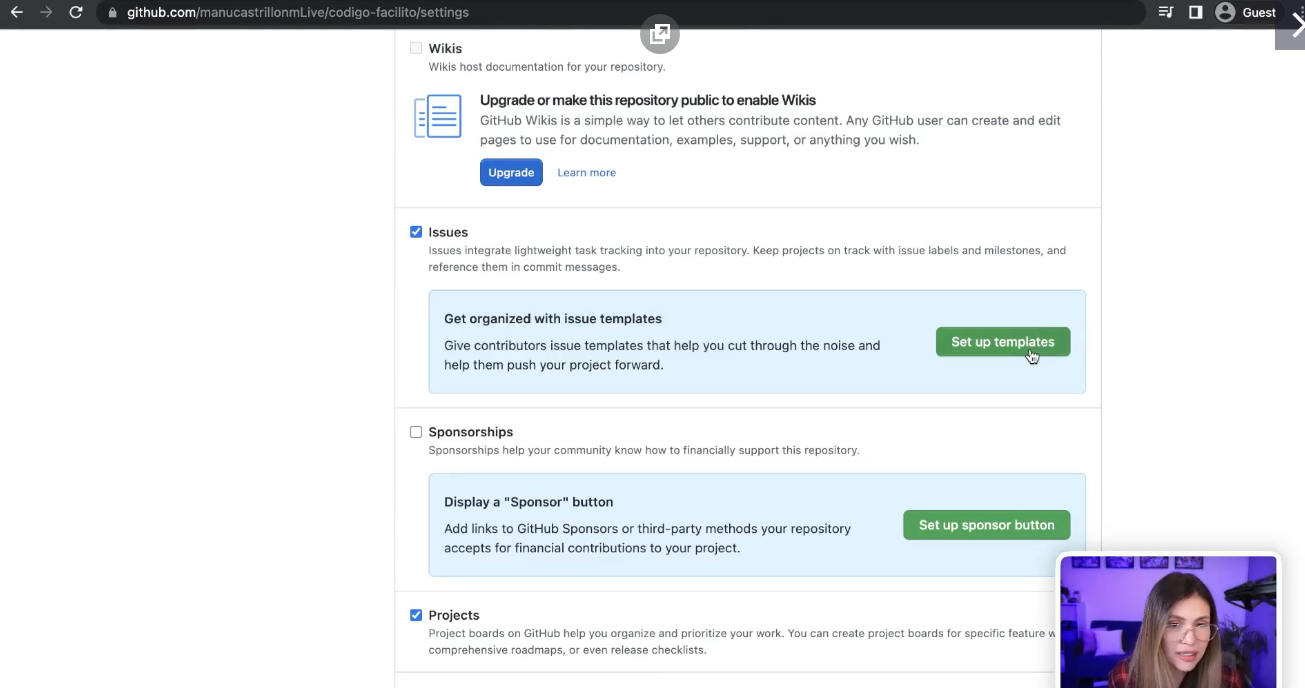 github.com/manucastrillonmLive/codigo-facilito/settings
Guest
Wikis
Wikis host documentation for your repository.
Upgrade or make this repository public to enable Wikis
GitHub Wikis is a simple way to let others contribute content. Any GitHub user can create and edit
pages to use for documentation, examples, support, or anything you wish.
Upgrade
Learn more
Issues
Issues integrate lightweight task tracking into your repository. Keep projects on track with issue labels and milestones, and
reference them in commit messages.
Get organized with issue templates
Give contributors issue templates that help you cut through the noise and
help them push your project forward.
Set up templates
Sponsorships
Sponsorships help your community know how to financially support this repository.
Display a "Sponsor" button
Add links to GitHub Sponsors or third-party methods your repository
accepts for financial contributions to your project.
Set up sponsor button
Projects
Project boards on GitHub help you organize and prioritize your work. You can create project boards for specific feature w
comprehensive roadmaps, or even release checklists.